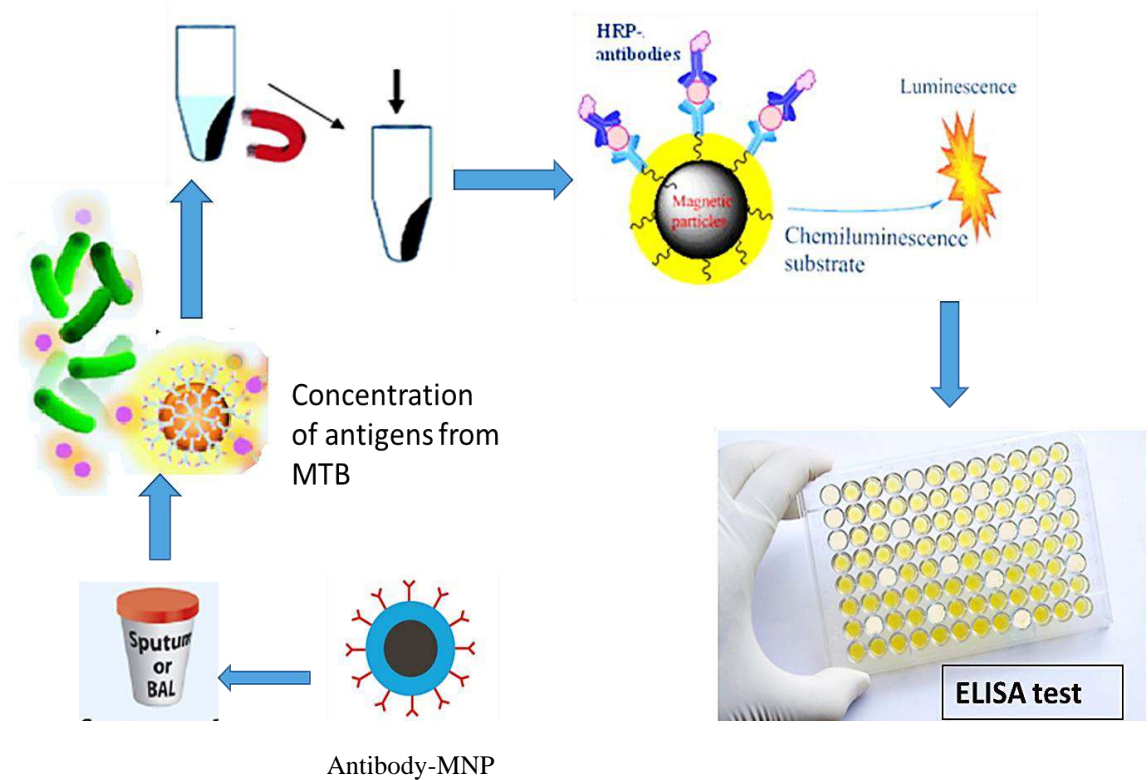 HRP-
antibodies
Luminescence
Magnetic
particles
Chemiluminescence
substrate
Concentration
of antigens from
MTB
Sputum
or
BAL
ELISA test
Antibody-MNP